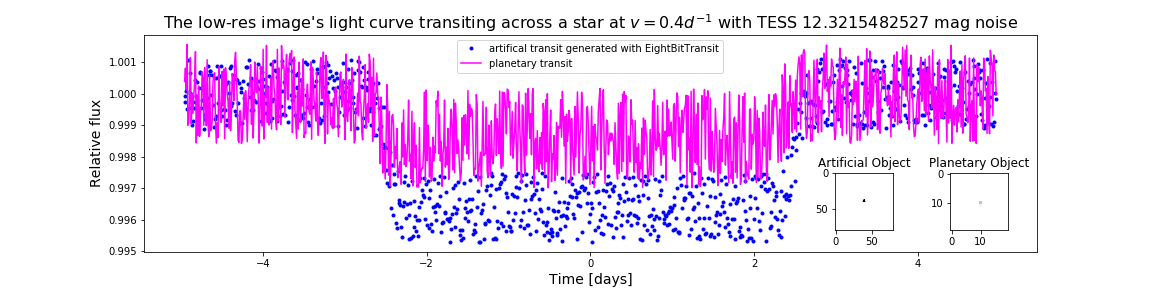 The low-res image's light curve transiting across a star at v = 0.4d⁻¹ with TESS 12.3215482527 mag noise
artifical transit generated with EightBitTransit
planetary transit
Relative flux
1.001
1.000
0.999
0.998
0.997
0.996
0.995
Artificial Object
0
50
0
50
Planetary Object
0
10
0
10
−4
−2
0
2
4
Time [days]